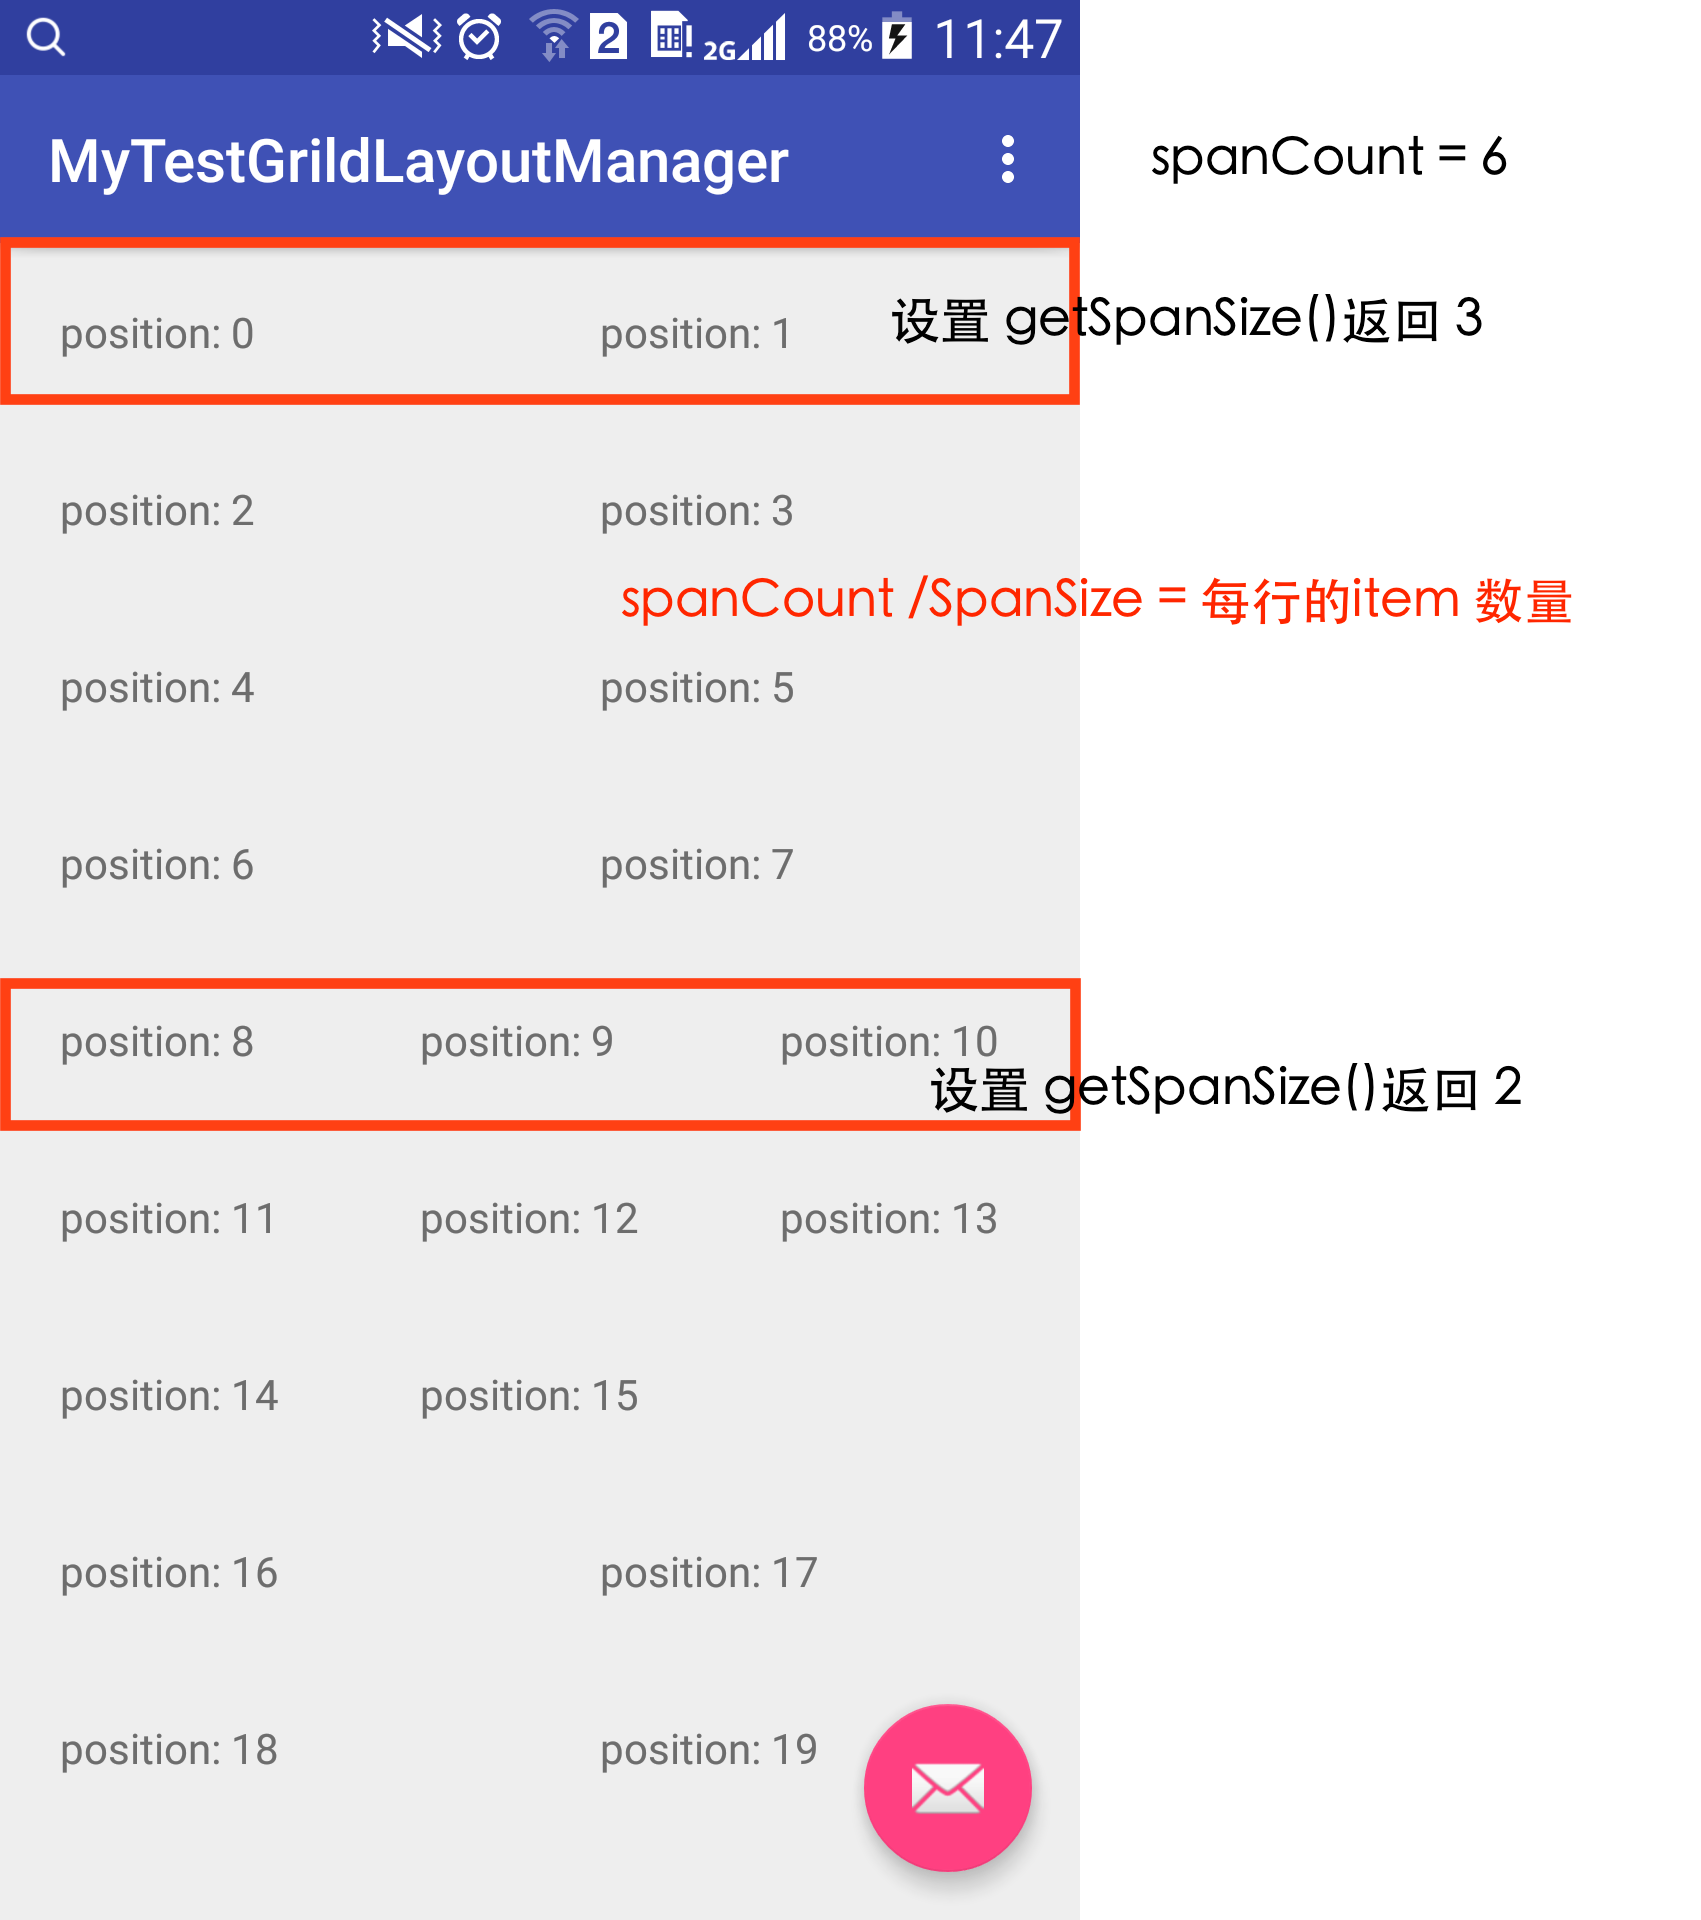 2 2G 88% 11:47
MyTestGrildLayoutManager
spanCount = 6
position: 0 position: 1 设置 getSpanSize()返回 3
position: 2 position: 3
spanCount /SpanSize = 每行的item 数量
position: 4 position: 5
position: 6 position: 7
position: 8 position: 9 position: 10
设置 getSpanSize()返回 2
position: 11 position: 12 position: 13
position: 14 position: 15
position: 16 position: 17
position: 18 position: 19